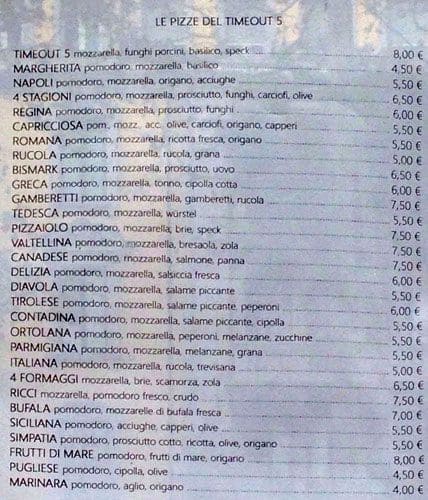 LE PIZZE DEL TIMEOUT 5
TIMEOUT 5 mozzarella, funghi porcini, basilico, speck 8,00 €
MARGHERITA pomodoro, mozzarella, basilico 4,50 €
NAPOLI pomodoro, mozzarella, origano, acciughe 5,50 €
4 STAGIONI pomodoro, mozzarella, prosciutto, funghi, carciofi, olive 6,50 €
REGINA pomodoro, mozzarella, prosciutto, funghi 6,00 €
CAPRICCIOSA pom., mozz., acc., olive, carciofi, origano, capperi 5,50 €
ROMANA pomodoro, mozzarella, ricotta fresca, origano 5,50 €
RUCOLA pomodoro, mozzarella, rucola, grana 5,00 €
BISMARK pomodoro, mozzarella, prosciutto, uovo 6,50 €
GRECA pomodoro, mozzarella, tonno, cipolla cotta 6,00 €
GAMBERETTI pomodoro, mozzarella, gamberetti, rucola 7,50 €
TEDESCA pomodoro, mozzarella, würstel 5,50 €
PIZZAIOLO pomodoro, mozzarella, brie, speck 7,50 €
VALTELLINA pomodoro, mozzarella, bresaola, zola 7,50 €
CANADESE pomodoro, mozzarella, salmone, panna 7,50 €
DELIZIA pomodoro, mozzarella, salsiccia fresca 6,00 €
DIAVOLA pomodoro, mozzarella, salame piccante 5,50 €
TIROLESE pomodoro, mozzarella, salame piccante, peperoni 6,00 €
CONTADINA pomodoro, mozzarella, salame piccante, cipolla 5,50 €
ORTOLANA pomodoro, mozzarella, peperoni, melanzane, zucchine 5,50 €
PARMIGIANA pomodoro, mozzarella, melanzane, grana 5,50 €
ITALIANA pomodoro, mozzarella, rucola, trevisana 5,00 €
4 FORMAGGI mozzarella, brie, scamorza, zola 6,50 €
RICCI mozzarella, pomodoro fresco, crudo 7,50 €
BUFALA pomodoro, mozzarelle di bufala fresca 7,00 €
SICILIANA pomodoro, acciughe, capperi, olive 5,50 €
SIMPATIA pomodoro, prosciutto cotto, ricotta, olive, origano 5,50 €
FRUTTI DI MARE pomodoro, frutti di mare, origano 8,00 €
PUGLIESE pomodoro, cipolla, olive 4,50 €
MARINARA pomodoro, aglio, origano 4,00 €